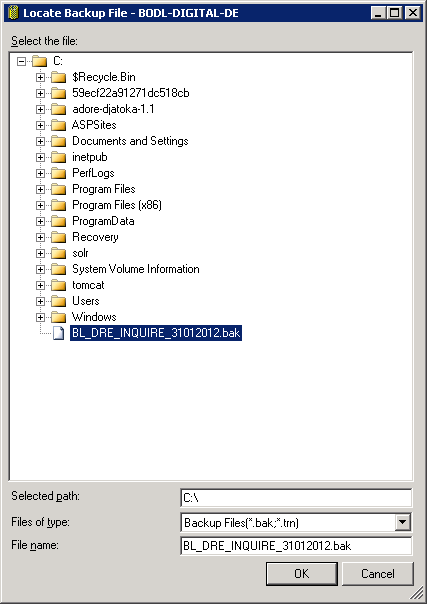 Locate Backup File - BODL-DIGITAL-DE
Select the file:
C:
$Recycle.Bin
59ecf22a91271dc518cb
adore-djatoka-1.1
ASPSites
Documents and Settings
inetpub
PerfLogs
Program Files
Program Files (x86)
ProgramData
Recovery
solr
System Volume Information
tomcat
Users
Windows
BL_DRE_INQUIRE_31012012.bak
Selected path:
C:\
Files of type:
Backup Files(*.bak;*.trn)
File name:
BL_DRE_INQUIRE_31012012.bak
OK
Cancel